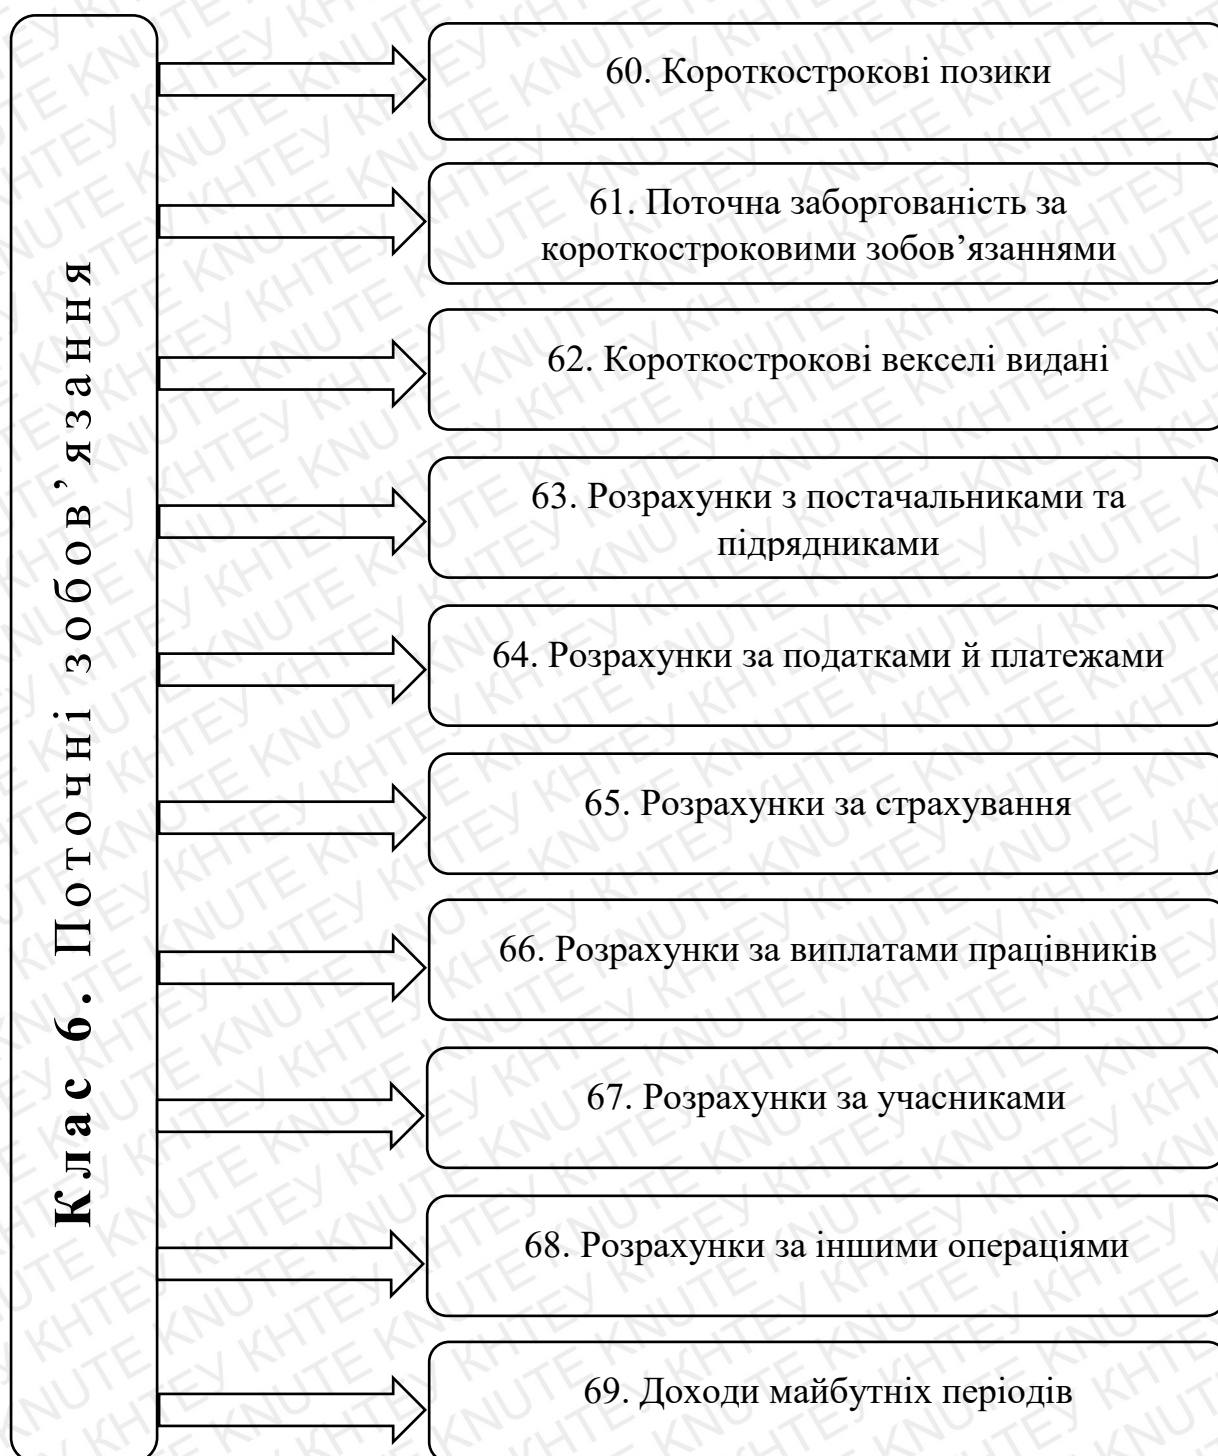 Клас 6. Поточні зобов’язання
60. Короткострокові позики
61. Поточна заборгованість за
короткостроковими зобов’язаннями
62. Короткострокові векселі видані
63. Розрахунки з постачальниками та
підрядниками
64. Розрахунки за податками й платежами
65. Розрахунки за страхування
66. Розрахунки за виплатами працівників
67. Розрахунки за учасниками
68. Розрахунки за іншими операціями
69. Доходи майбутніх періодів